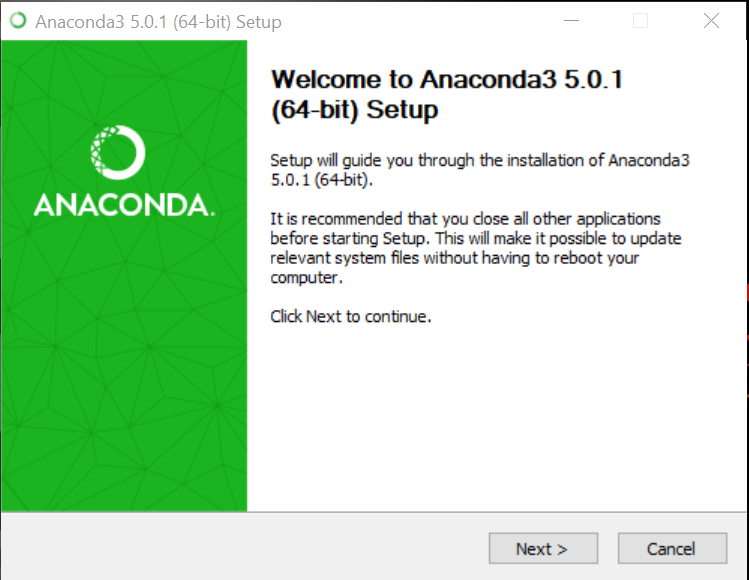 Anaconda3 5.0.1 (64-bit) Setup
ANACONDA.
Welcome to Anaconda3 5.0.1
(64-bit) Setup
Setup will guide you through the installation of Anaconda3
5.0.1 (64-bit).
It is recommended that you close all other applications
before starting Setup. This will make it possible to update
relevant system files without having to reboot your
computer.
Click Next to continue.
Next >
Cancel